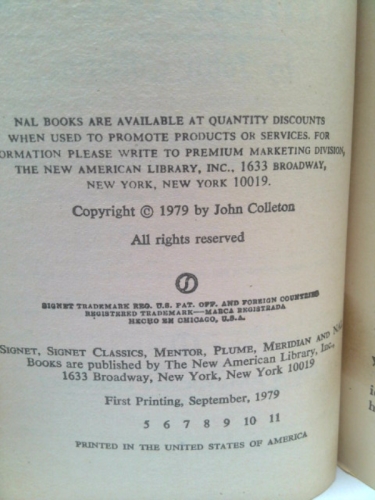 NAL BOOKS ARE AVAILABLE AT QUANTITY DISCOUNTS
WHEN USED TO PROMOTE PRODUCTS OR SERVICES. FOR
ORMATION PLEASE WRITE TO PREMIUM MARKETING DIVISION,
THE NEW AMERICAN LIBRARY, INC., 1633 BROADWAY,
NEW YORK, NEW YORK 10019.
Copyright © 1979 by John Colleton
All rights reserved
SIGNET TRADEMARK REG. U.S. PAT. OFF. AND FOREIGN COUNTRIES
REGISTERED TRADEMARK—MARCA REGISTRADA
HECHO EN CHICAGO, U.S.A.
SIGNET, SIGNET CLASSICS, MENTOR, PLUME, MERIDIAN AND NAL
BOOKS are published by The New American Library, Inc.,
1633 Broadway, New York, New York 10019
First Printing, September, 1979
5 6 7 8 9 10 11
PRINTED IN THE UNITED STATES OF AMERICA